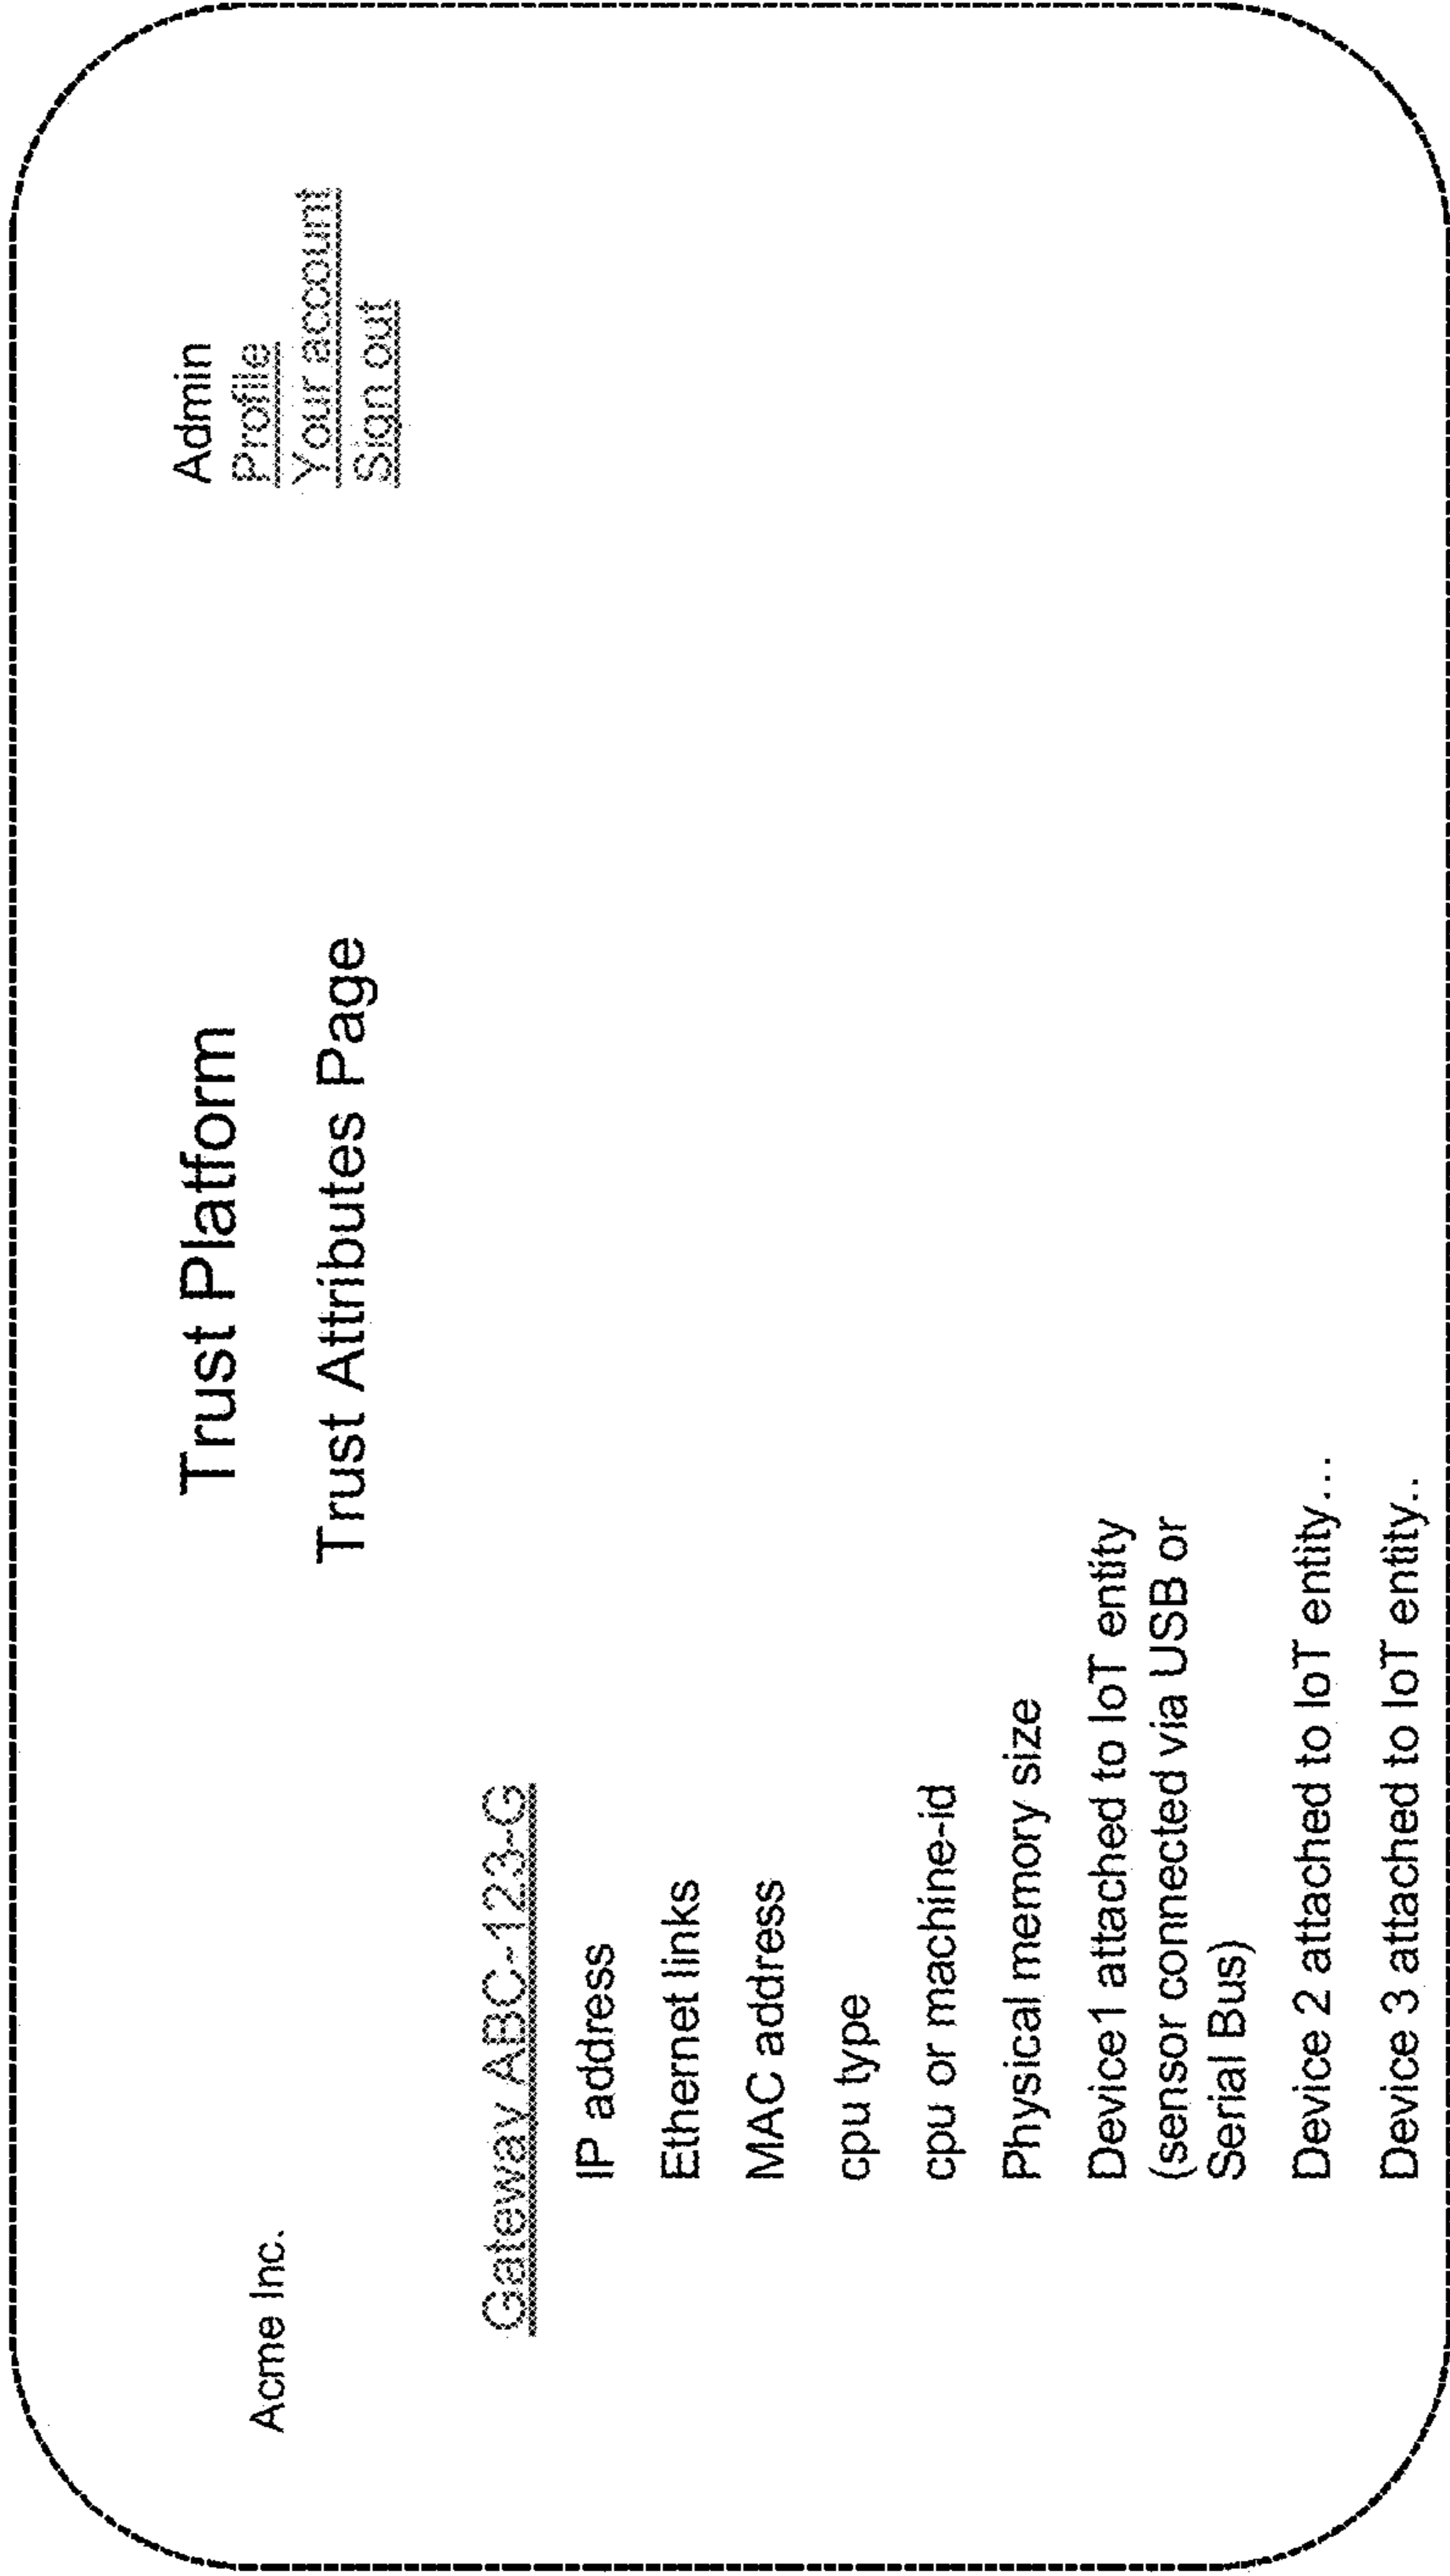 Trust Platform
Admin
Profile
Your account
Sign out
Acme Inc.
Trust Attributes Page
Gateway ABC-123-G
IP address
Ethernet links
MAC address
cpu type
cpu or machine-id
Physical memory size
Device1 attached to IoT entity
(sensor connected via USB or
Serial Bus)
Device 2 attached to IoT entity…
Device 3 attached to IoT entity..